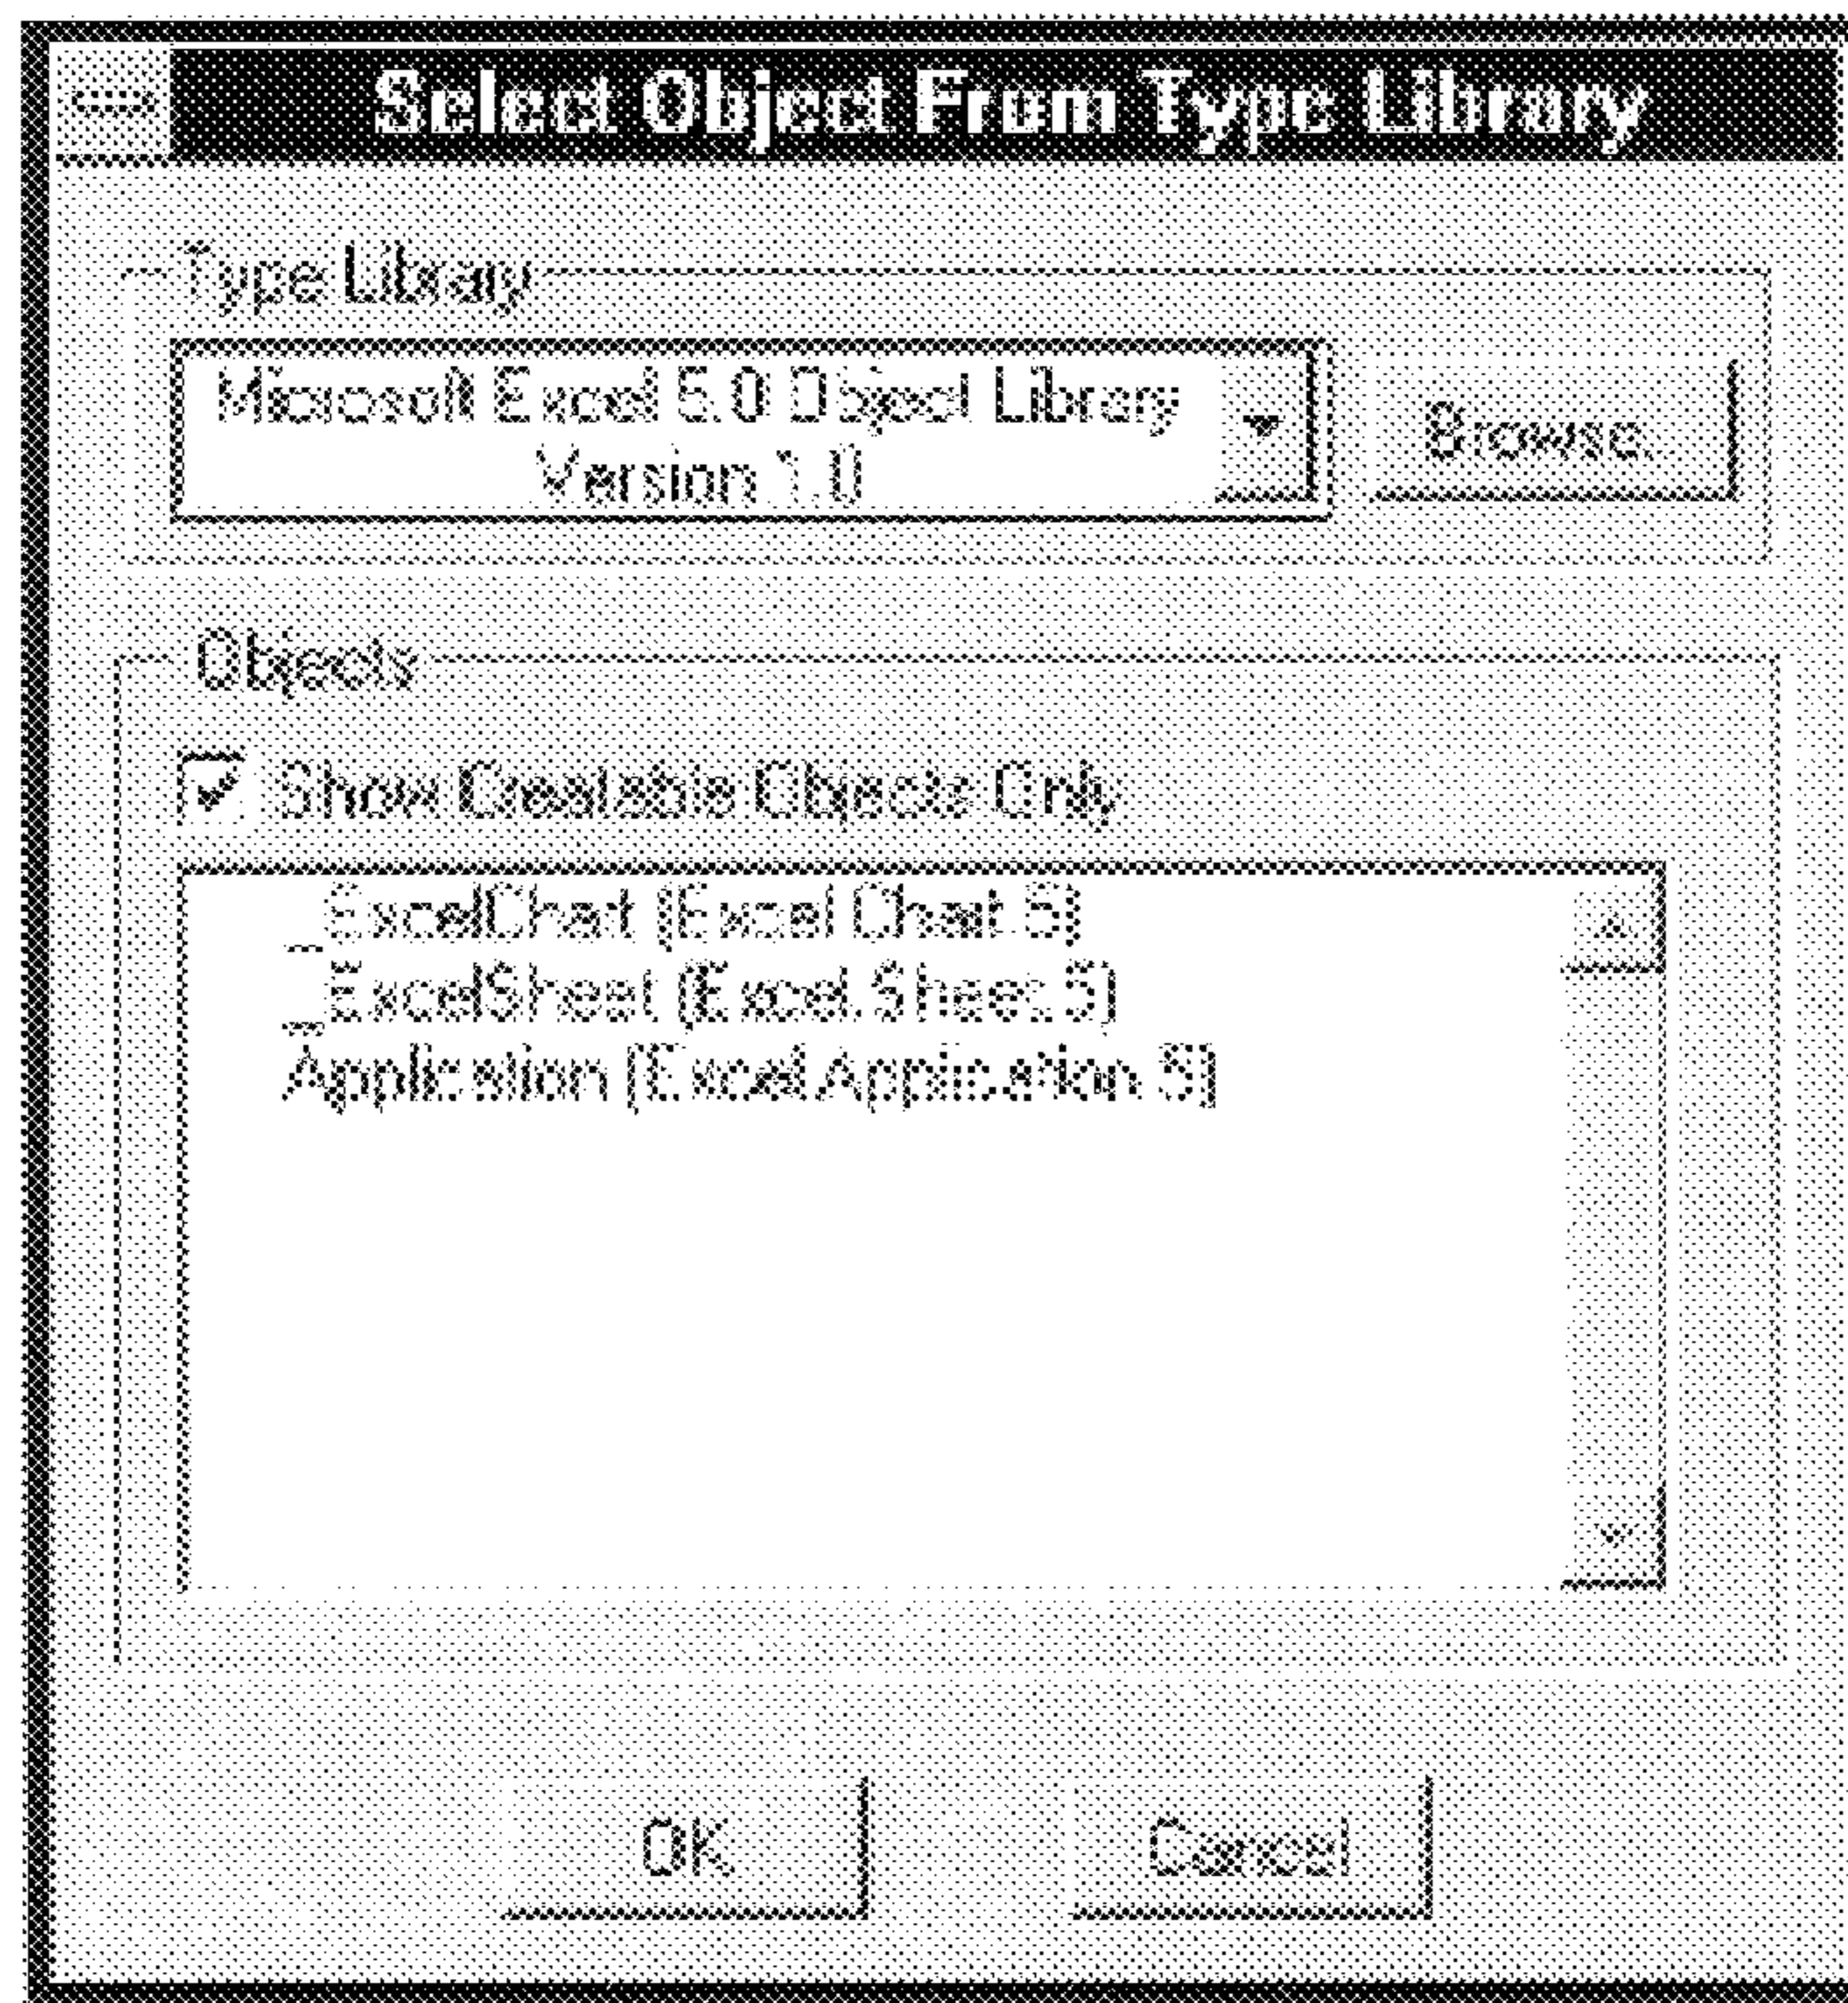 Select Object From Type Library
Type Library
Microsoft Excel 5.0 Object Library
Version 1.0
Browse...
Objects
Show Creatable Objects Only
_ExcelChart (Excel.Chart.5)
_ExcelSheet (Excel.Sheet.5)
Application (Excel.Application.5)
OK
Cancel